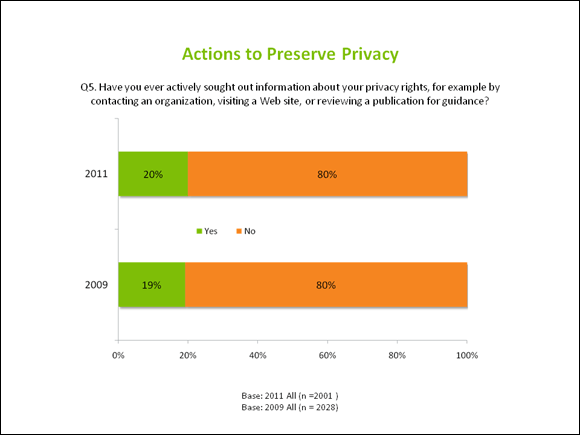 Actions to Preserve Privacy
Q5. Have you ever actively sought out information about your privacy rights, for example by
contacting an organization, visiting a Web site, or reviewing a publication for guidance?
2011
20%
80%
Yes
No
2009
19%
80%
0%
20%
40%
60%
80%
100%
Base: 2011 All (n =2001 )
Base: 2009 All (n = 2028)